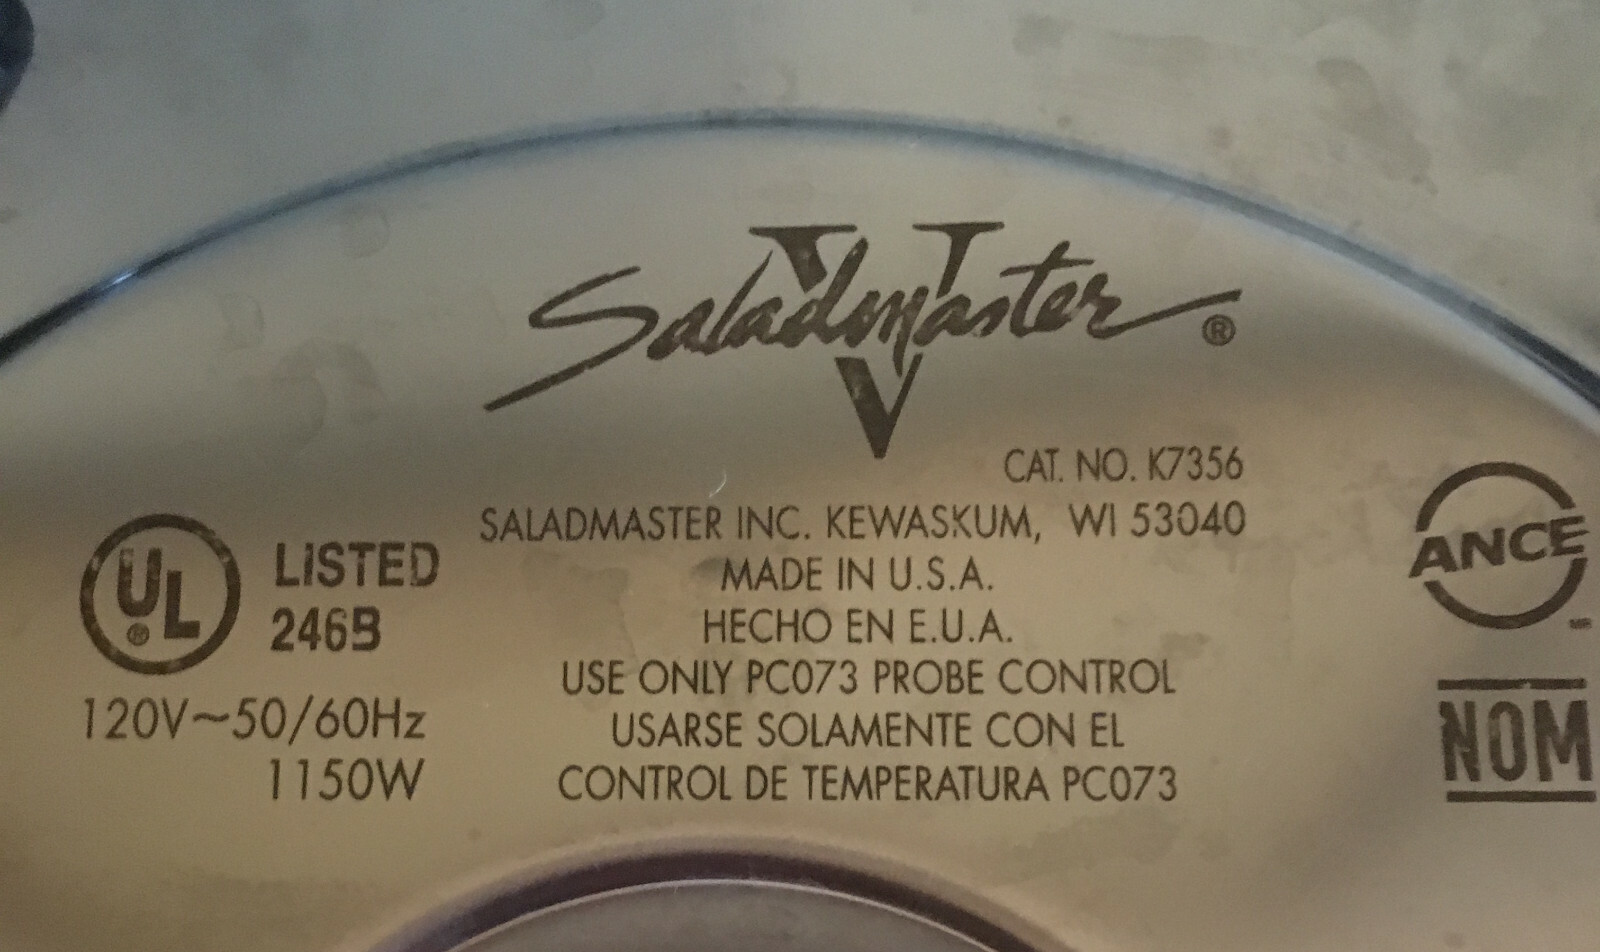 V
Saladmaster®
CAT. NO. K7356
SALADMASTER INC. KEWASKUM, WI 53040
MADE IN U.S.A.
HECHO EN E.U.A.
USE ONLY PC073 PROBE CONTROL
USARSE SOLAMENTE CON EL
CONTROL DE TEMPERATURA PC073
UL®
LISTED
246B
120V~50/60Hz
1150W
ANCE
NOM